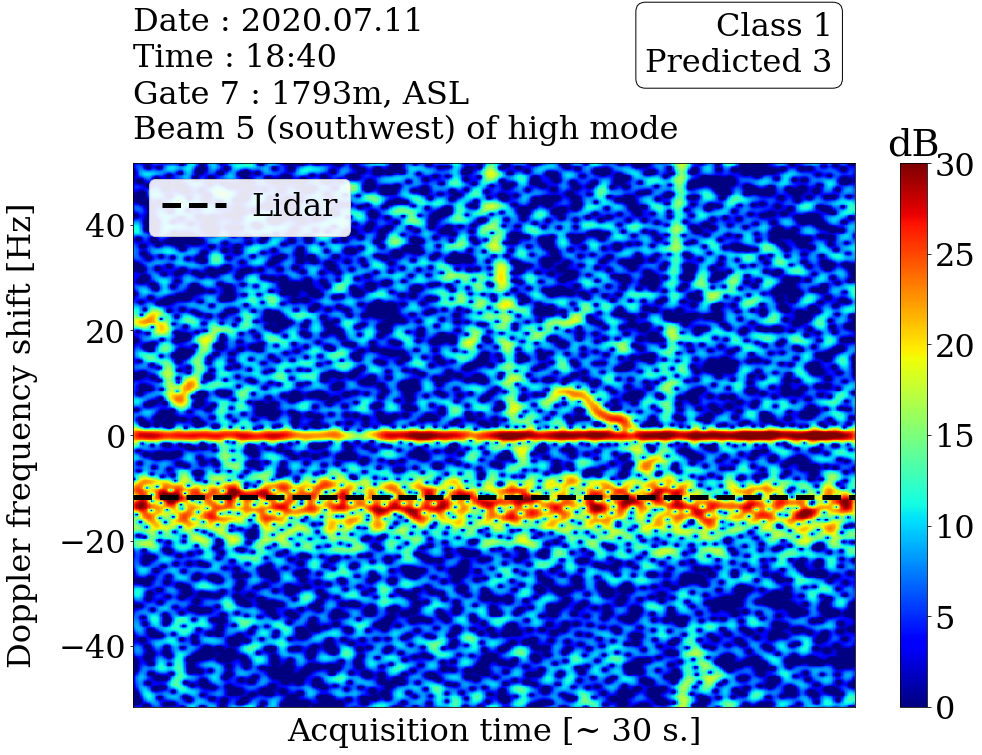 Date : 2020.07.11
Time : 18:40
Gate 7 : 1793m, ASL
Beam 5 (southwest) of high mode
Class 1
Predicted 3
dB
Lidar
Doppler frequency shift [Hz]
40
20
0
−20
−40
30
25
20
15
10
5
0
Acquisition time [~ 30 s.]